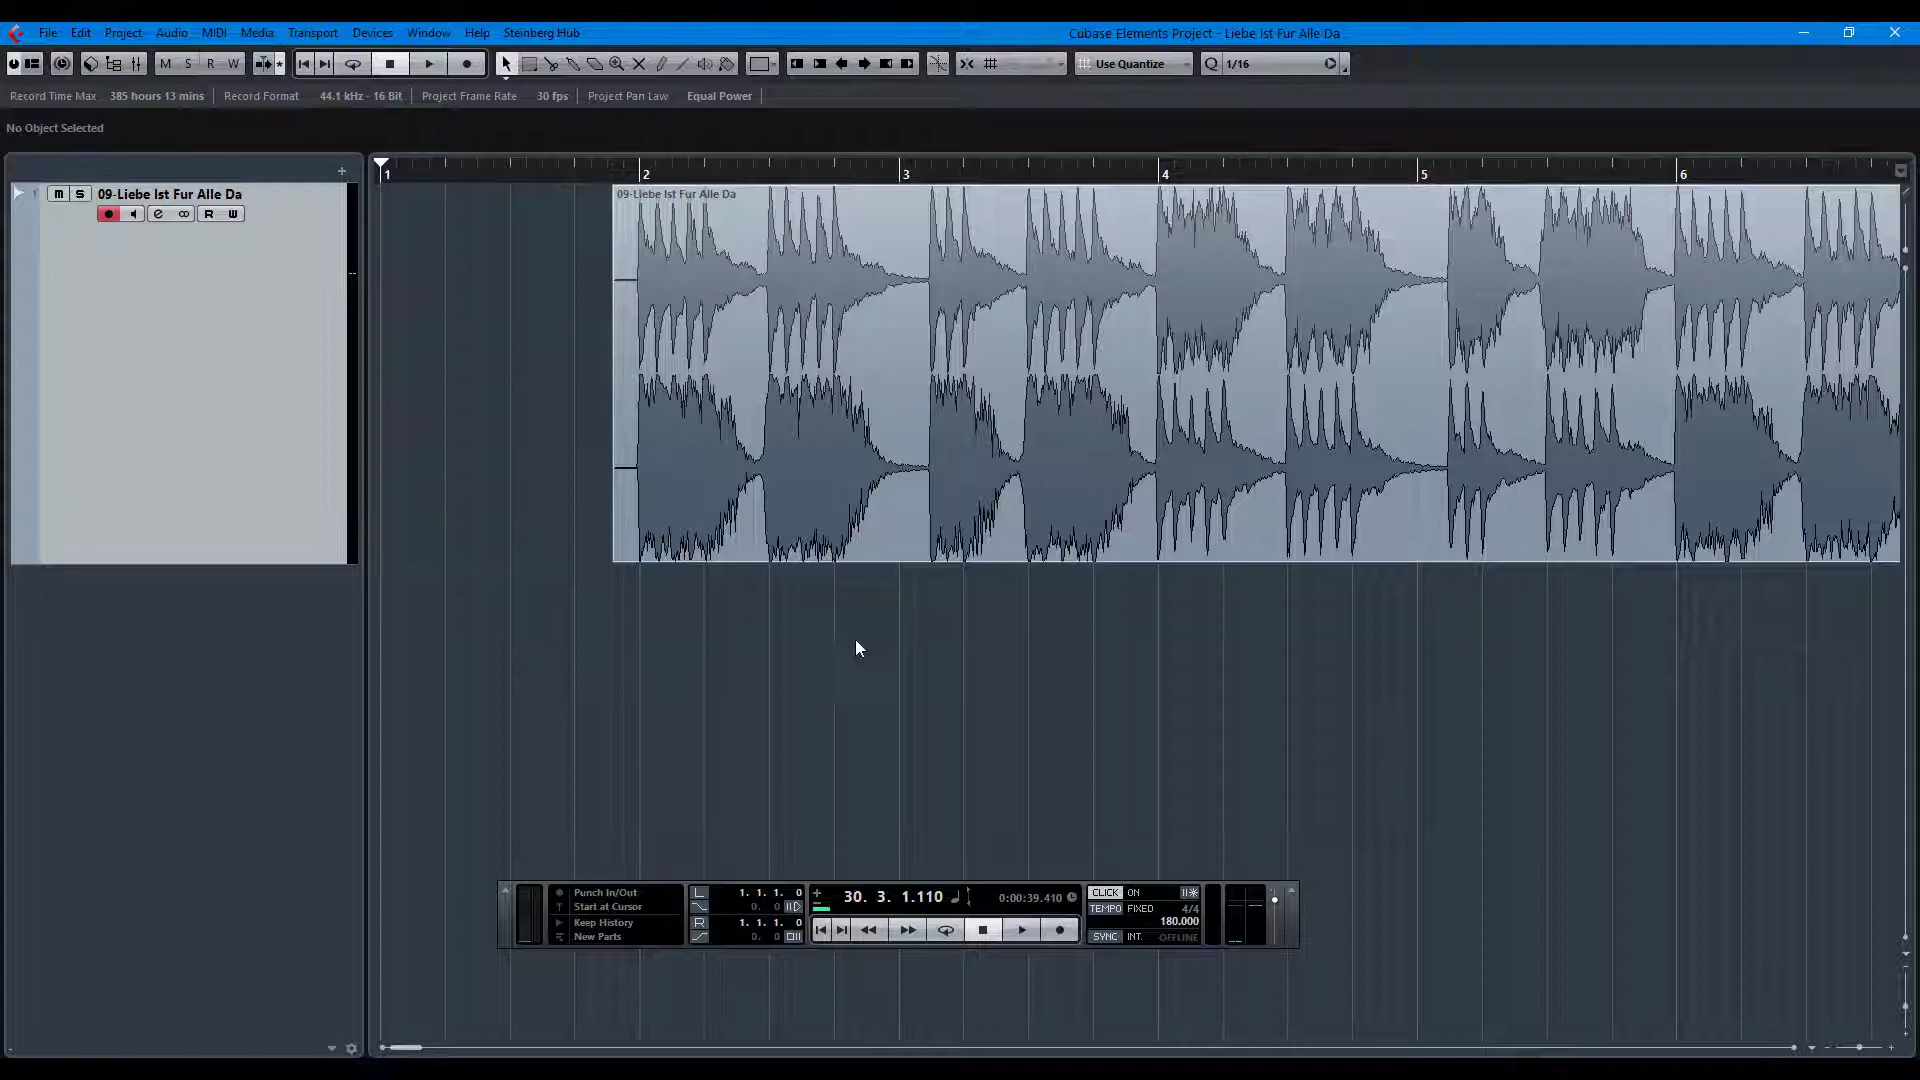 File Edit Project Audio MIDI Media Transport Devices Window Help Steinberg Hub Cubase Elements Project - Liebe Ist Fur Alle Da
M S R W Use Quantize Q 1/16
Record Time Max 385 hours 13 mins Record Format 44.1 kHz - 16 Bit Project Frame Rate 30 fps Project Pan Law Equal Power
No Object Selected
1 2 3 4 5 6
1 m S 09-Liebe Ist Fur Alle Da
09-Liebe Ist Fur Alle Da
e R W
Punch In/Out L 1. 1. 1. 0 30. 3. 1.110 0:00:39.410 CLICK ON
Start at Cursor 0. 0 TEMPO FIXED 4/4
Keep History R 1. 1. 1. 0 180.000
New Parts 0. 0 SYNC INT. OFFLINE